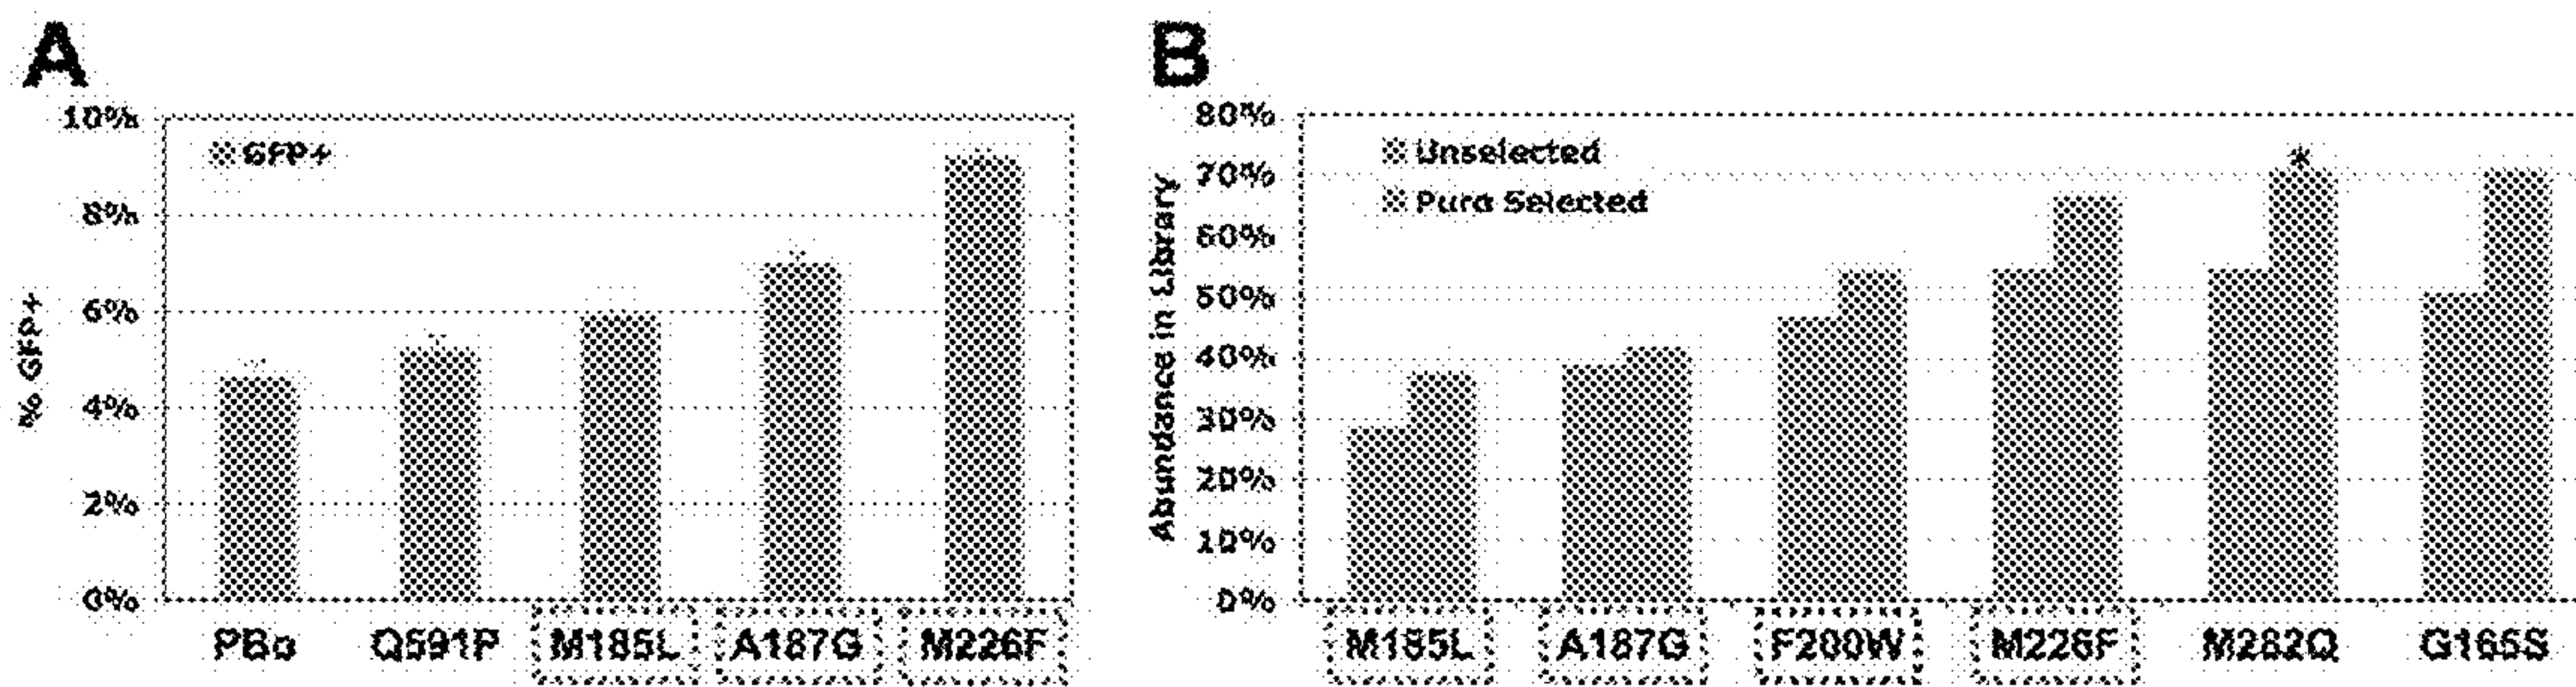 A
10%
8%
6%
4%
2%
0%
% GFP+
GFP+
PBo
Q591P
M185L
A187G
M226F
B
80%
70%
60%
50%
40%
30%
20%
10%
0%
Abundance in Library
Unselected
Puro Selected
*
M185L
A187G
F200W
M226F
M282Q
G165S